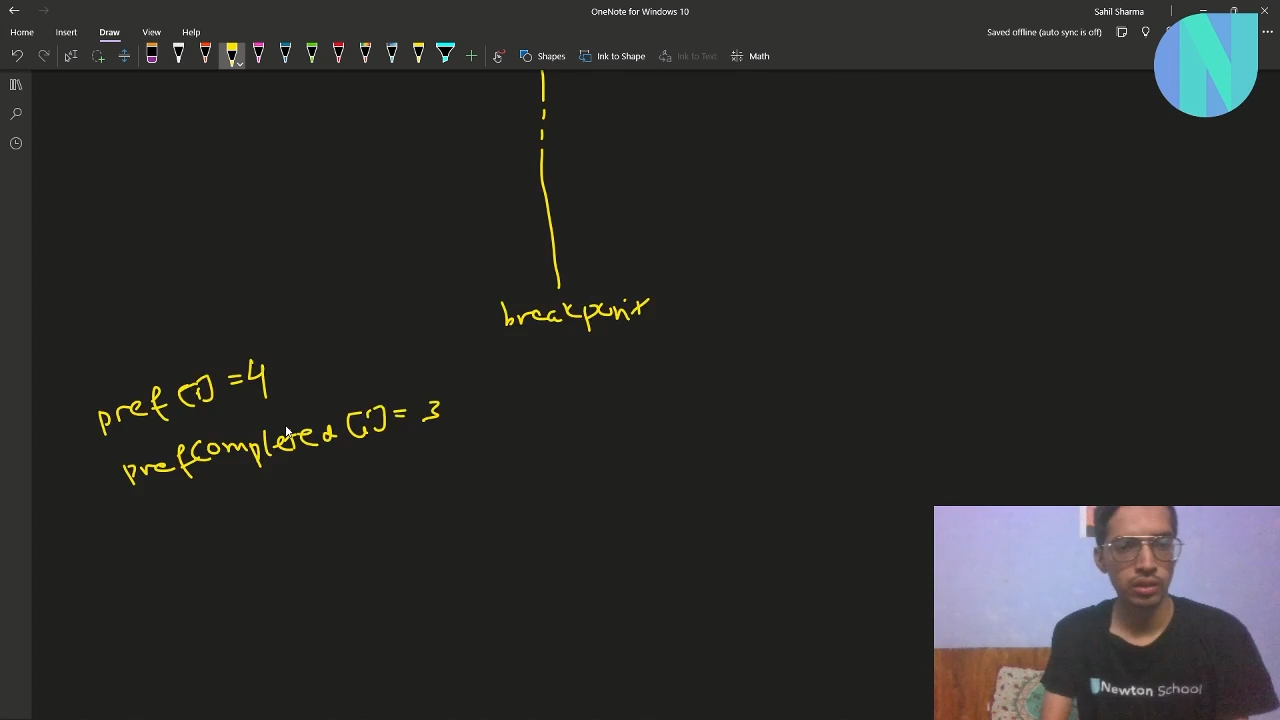 OneNote for Windows 10
Sahil Sharma
Home Insert Draw View Help
Saved offline (auto sync is off)
Shapes Ink to Shape Ink to Text Math
breakpoint
pref [i] = 4
prefCompleted [i] = 3
Newton School